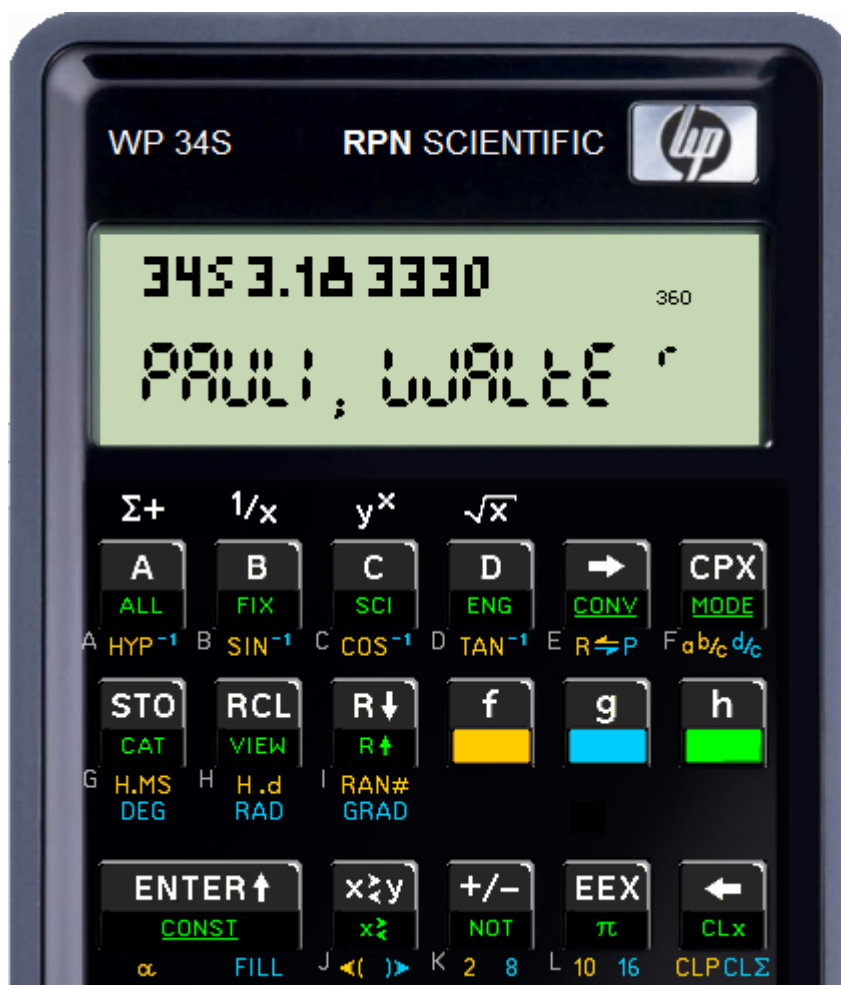 WP 34S RPN SCIENTIFIC hp
34S 3.1 3330
360
PAULI, WALtE r
Σ+ 1/x yˣ √x
A B C D → CPX
ALL FIX SCI ENG CONV MODE
A HYP⁻¹ B SIN⁻¹ C COS⁻¹ D TAN⁻¹ E R⇆P F a b/c d/c
STO RCL R↓ f g h
CAT VIEW R↑
G H.MS H H.d I RAN#
DEG RAD GRAD
ENTER↑ x≷y +/− EEX ←
CONST x≷ NOT π CLx
α FILL J ◄( )► K 2 8 L 10 16 CLP CLΣ